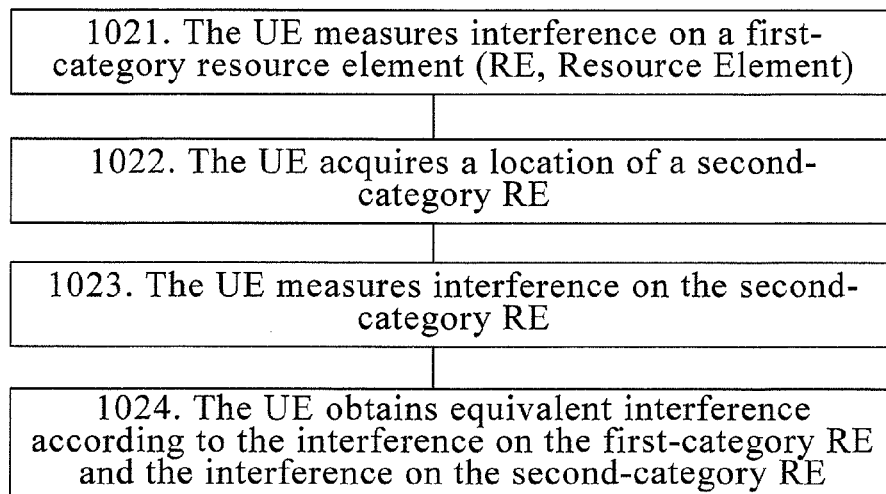 1021. The UE measures interference on a first-
category resource element (RE, Resource Element)
1022. The UE acquires a location of a second-
category RE
1023. The UE measures interference on the second-
category RE
1024. The UE obtains equivalent interference
according to the interference on the first-category RE
and the interference on the second-category RE